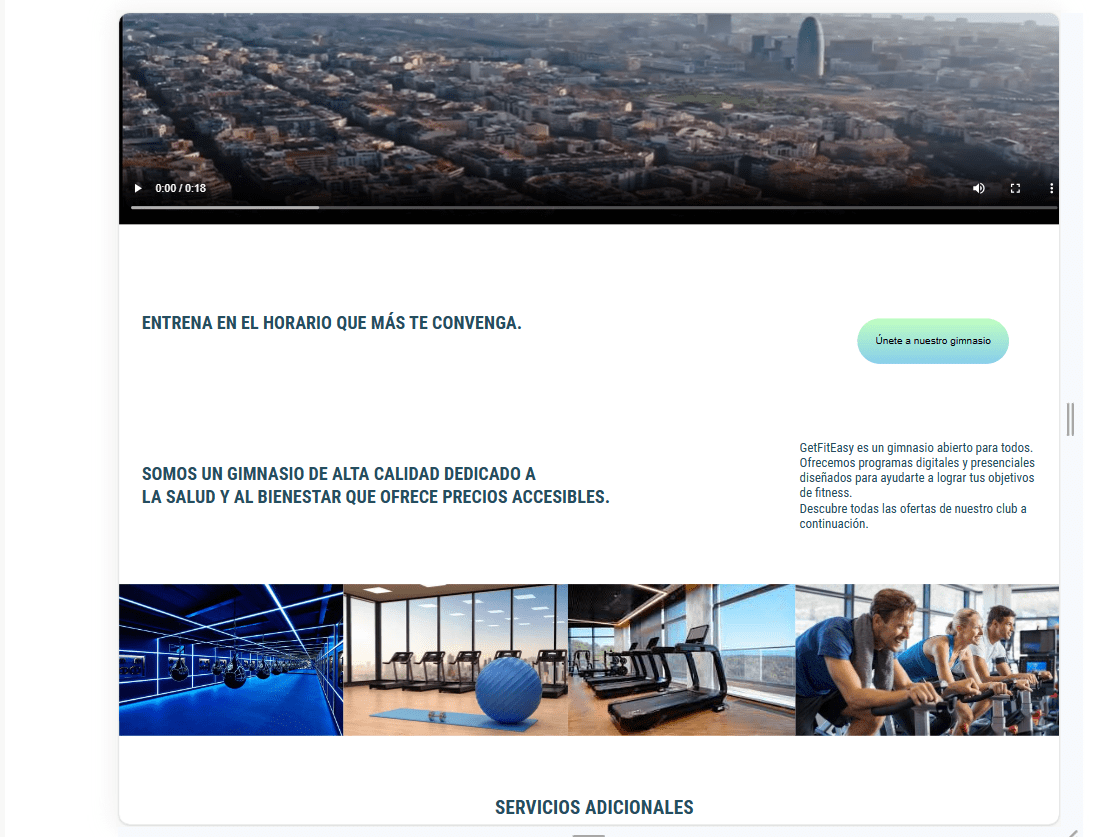 0:00 / 0:18
ENTRENA EN EL HORARIO QUE MÁS TE CONVENGA.
Únete a nuestro gimnasio
SOMOS UN GIMNASIO DE ALTA CALIDAD DEDICADO A
LA SALUD Y AL BIENESTAR QUE OFRECE PRECIOS ACCESIBLES.
GetFitEasy es un gimnasio abierto para todos.
Ofrecemos programas digitales y presenciales
diseñados para ayudarte a lograr tus objetivos
de fitness.
Descubre todas las ofertas de nuestro club a
continuación.
SERVICIOS ADICIONALES